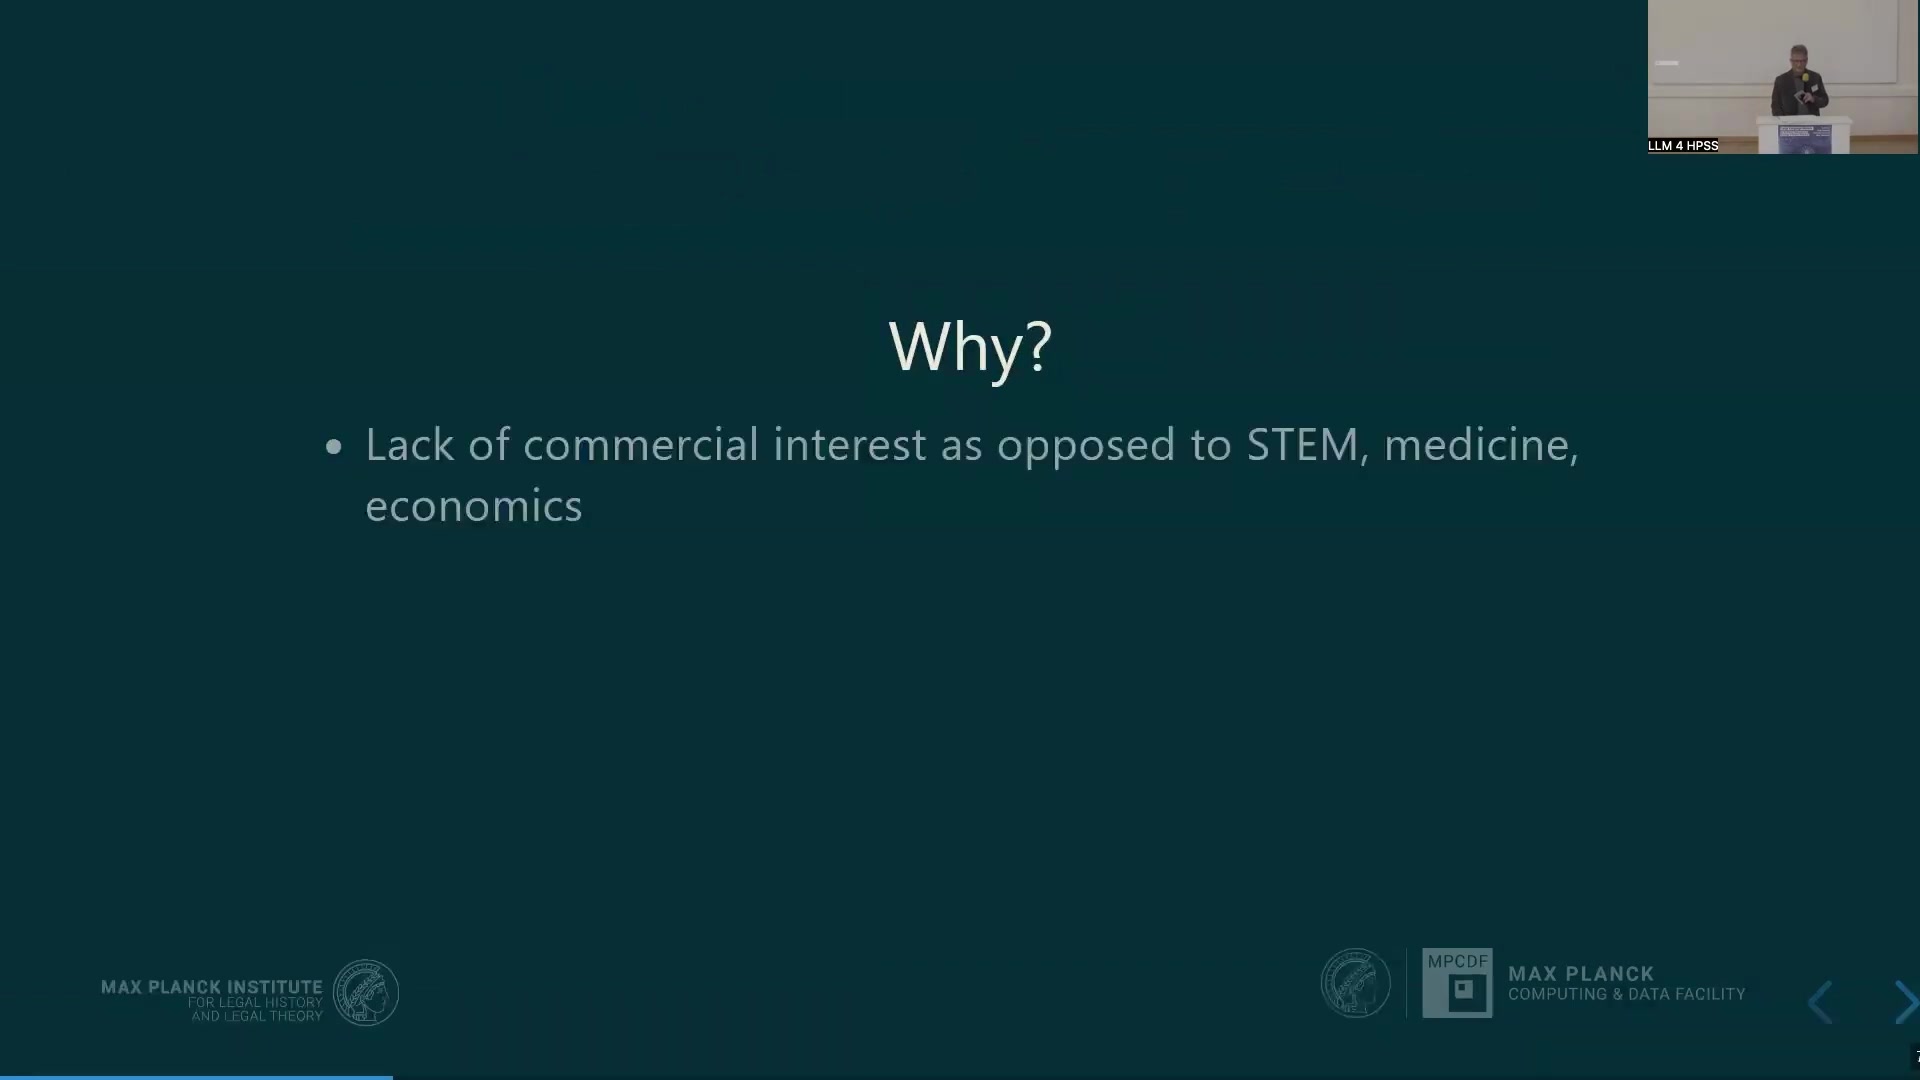 LLM 4 HPSS
Why?
• Lack of commercial interest as opposed to STEM, medicine,
economics
MAX PLANCK INSTITUTE
FOR LEGAL HISTORY
AND LEGAL THEORY
MPCDF
MAX PLANCK
COMPUTING & DATA FACILITY